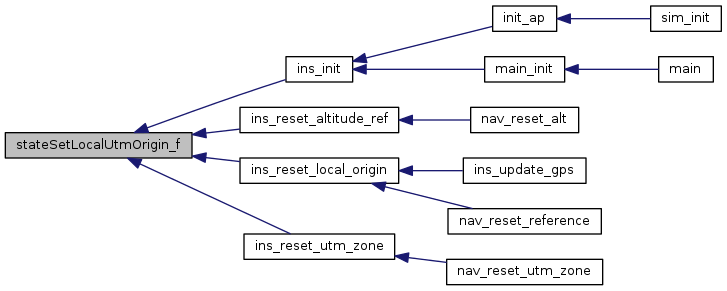 init_ap
sim_init
ins_init
main_init
main
ins_reset_altitude_ref
nav_reset_alt
stateSetLocalUtmOrigin_f
ins_reset_local_origin
ins_update_gps
nav_reset_reference
ins_reset_utm_zone
nav_reset_utm_zone